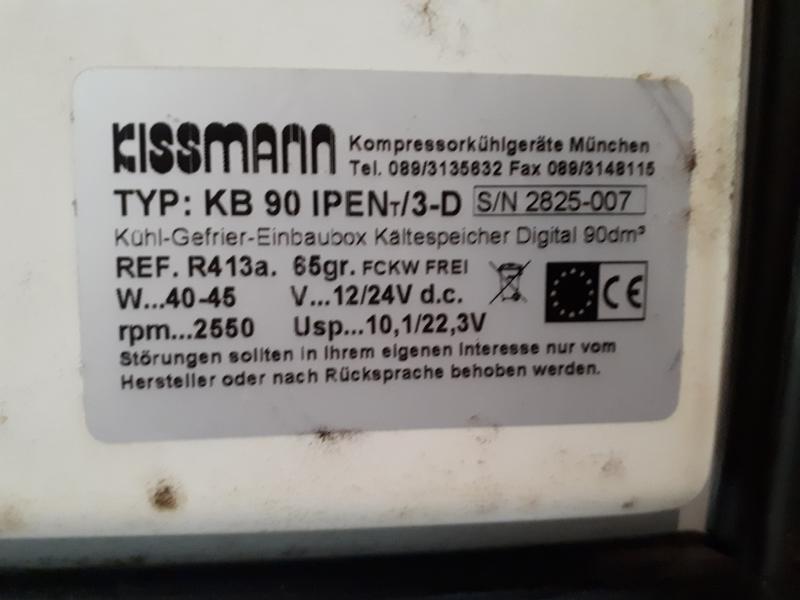 KISSMANN Kompressorkühlgeräte München
Tel. 089/3135632 Fax 089/3148115
TYP: KB 90 IPENT/3-D S/N 2825-007
Kühl-Gefrier-Einbaubox Kältespeicher Digital 90dm³
REF. R413a. 65gr. FCKW FREI
W...40-45 V...12/24V d.c.
rpm...2550 Usp...10,1/22,3V
CE
Störungen sollten in Ihrem eigenen Interesse nur vom
Hersteller oder nach Rücksprache behoben werden.